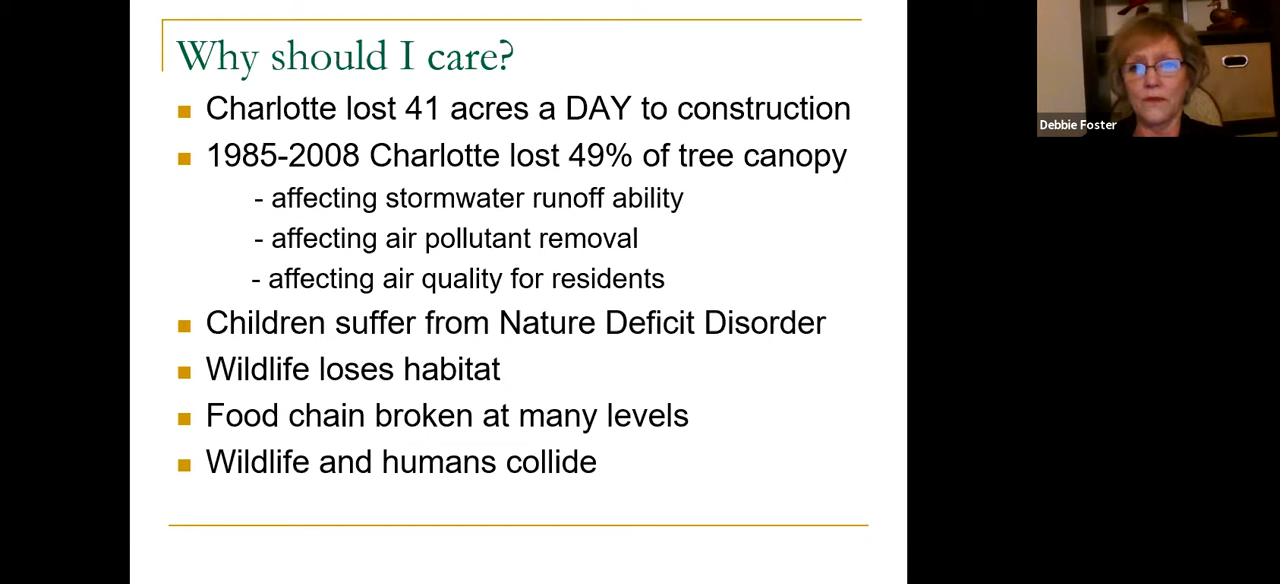 Why should I care?
Charlotte lost 41 acres a DAY to construction
1985-2008 Charlotte lost 49% of tree canopy
- affecting stormwater runoff ability
- affecting air pollutant removal
- affecting air quality for residents
Children suffer from Nature Deficit Disorder
Wildlife loses habitat
Food chain broken at many levels
Wildlife and humans collide
Debbie Foster